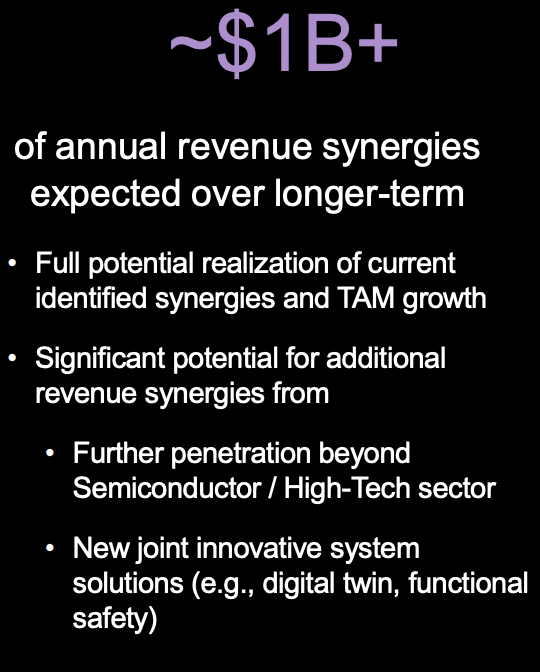 ~$1B+
of annual revenue synergies
expected over longer-term
• Full potential realization of current
identified synergies and TAM growth
• Significant potential for additional
revenue synergies from
• Further penetration beyond
Semiconductor / High-Tech sector
• New joint innovative system
solutions (e.g., digital twin, functional
safety)